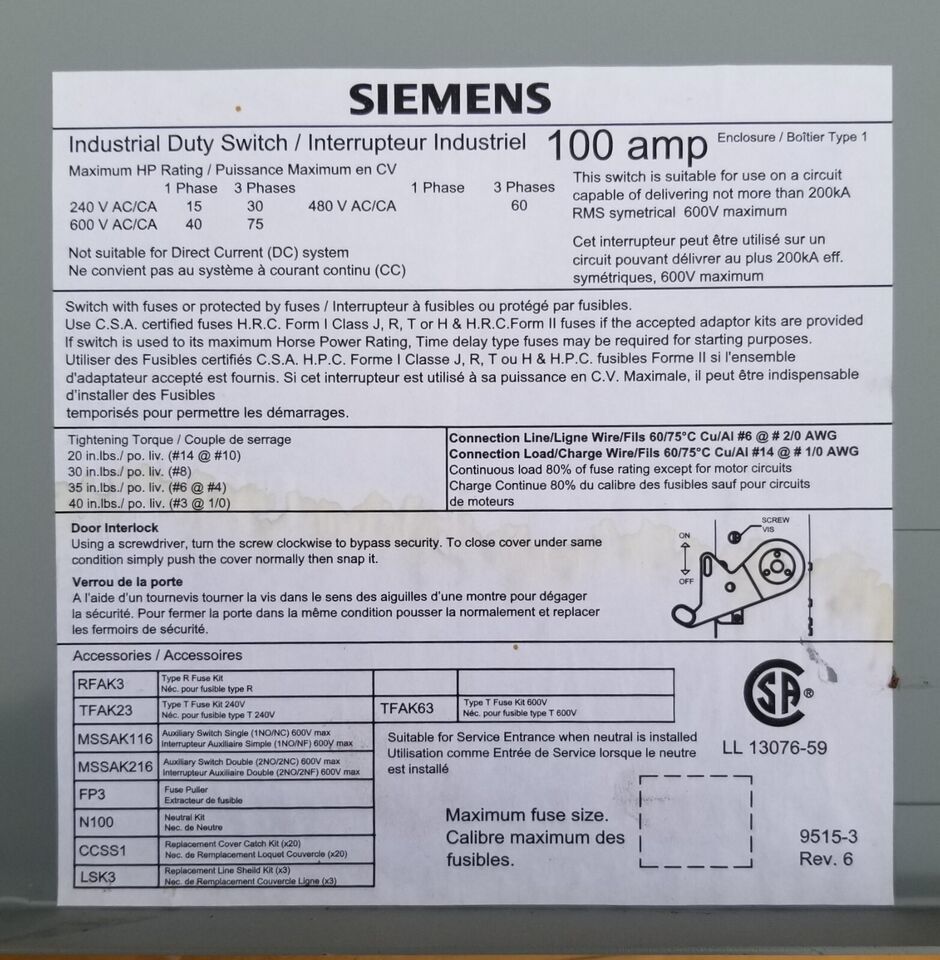 SIEMENS
Industrial Duty Switch / Interrupteur Industriel 100 amp Enclosure / Boîtier Type 1
Maximum HP Rating / Puissance Maximum en CV
1 Phase 3 Phases 1 Phase 3 Phases
240 V AC/CA 15 30 480 V AC/CA 60
600 V AC/CA 40 75
Not suitable for Direct Current (DC) system
Ne convient pas au système à courant continu (CC)
This switch is suitable for use on a circuit
capable of delivering not more than 200kA
RMS symetrical 600V maximum
Cet interrupteur peut être utilisé sur un
circuit pouvant délivrer au plus 200kA eff.
symétriques, 600V maximum
Switch with fuses or protected by fuses / Interrupteur à fusibles ou protégé par fusibles.
Use C.S.A. certified fuses H.R.C. Form I Class J, R, T or H & H.R.C.Form II fuses if the accepted adaptor kits are provided
If switch is used to its maximum Horse Power Rating, Time delay type fuses may be required for starting purposes.
Utiliser des Fusibles certifiés C.S.A. H.P.C. Forme I Classe J, R, T ou H & H.P.C. fusibles Forme II si l'ensemble
d'adaptateur accepté est fournis. Si cet interrupteur est utilisé à sa puissance en C.V. Maximale, il peut être indispensable
d'installer des Fusibles
temporisés pour permettre les démarrages.
Tightening Torque / Couple de serrage
20 in.lbs./ po. liv. (#14 @ #10)
30 in.lbs./ po. liv. (#8)
35 in.lbs./ po. liv. (#6 @ #4)
40 in.lbs./ po. liv. (#3 @ 1/0)
Connection Line/Ligne Wire/Fils 60/75°C Cu/Al #6 @ # 2/0 AWG
Connection Load/Charge Wire/Fils 60/75°C Cu/Al #14 @ # 1/0 AWG
Continuous load 80% of fuse rating except for motor circuits
Charge Continue 80% du calibre des fusibles sauf pour circuits
de moteurs
Door Interlock
Using a screwdriver, turn the screw clockwise to bypass security. To close cover under same
condition simply push the cover normally then snap it.
Verrou de la porte
A l'aide d'un tournevis tourner la vis dans le sens des aiguilles d'une montre pour dégager
la sécurité. Pour fermer la porte dans la même condition pousser la normalement et replacer
les fermoirs de sécurité.
SCREW
VIS
ON
OFF
Accessories / Accessoires
RFAK3 Type R Fuse Kit
Néc. pour fusible type R
TFAK23 Type T Fuse Kit 240V
Néc. pour fusible type T 240V
TFAK63 Type T Fuse Kit 600V
Néc. pour fusible type T 600V
MSSAK116 Auxiliary Switch Single (1NO/NC) 600V max
Interrupteur Auxiliaire Simple (1NO/NF) 600V max
MSSAK216 Auxiliary Switch Double (2NO/2NC) 600V max
Interrupteur Auxiliaire Double (2NO/2NF) 600V max
FP3 Fuse Puller
Extracteur de fusible
N100 Neutral Kit
Nec. de Neutre
CCSS1 Replacement Cover Catch Kit (x20)
Nec. de Remplacement Loquet Couvercle (x20)
LSK3 Replacement Line Sheild Kit (x3)
Nec. de Remplacement Couvercle Ligne (x3)
Suitable for Service Entrance when neutral is installed
Utilisation comme Entrée de Service lorsque le neutre
est installé
Maximum fuse size.
Calibre maximum des
fusibles.
SA ®
LL 13076-59
9515-3
Rev. 6